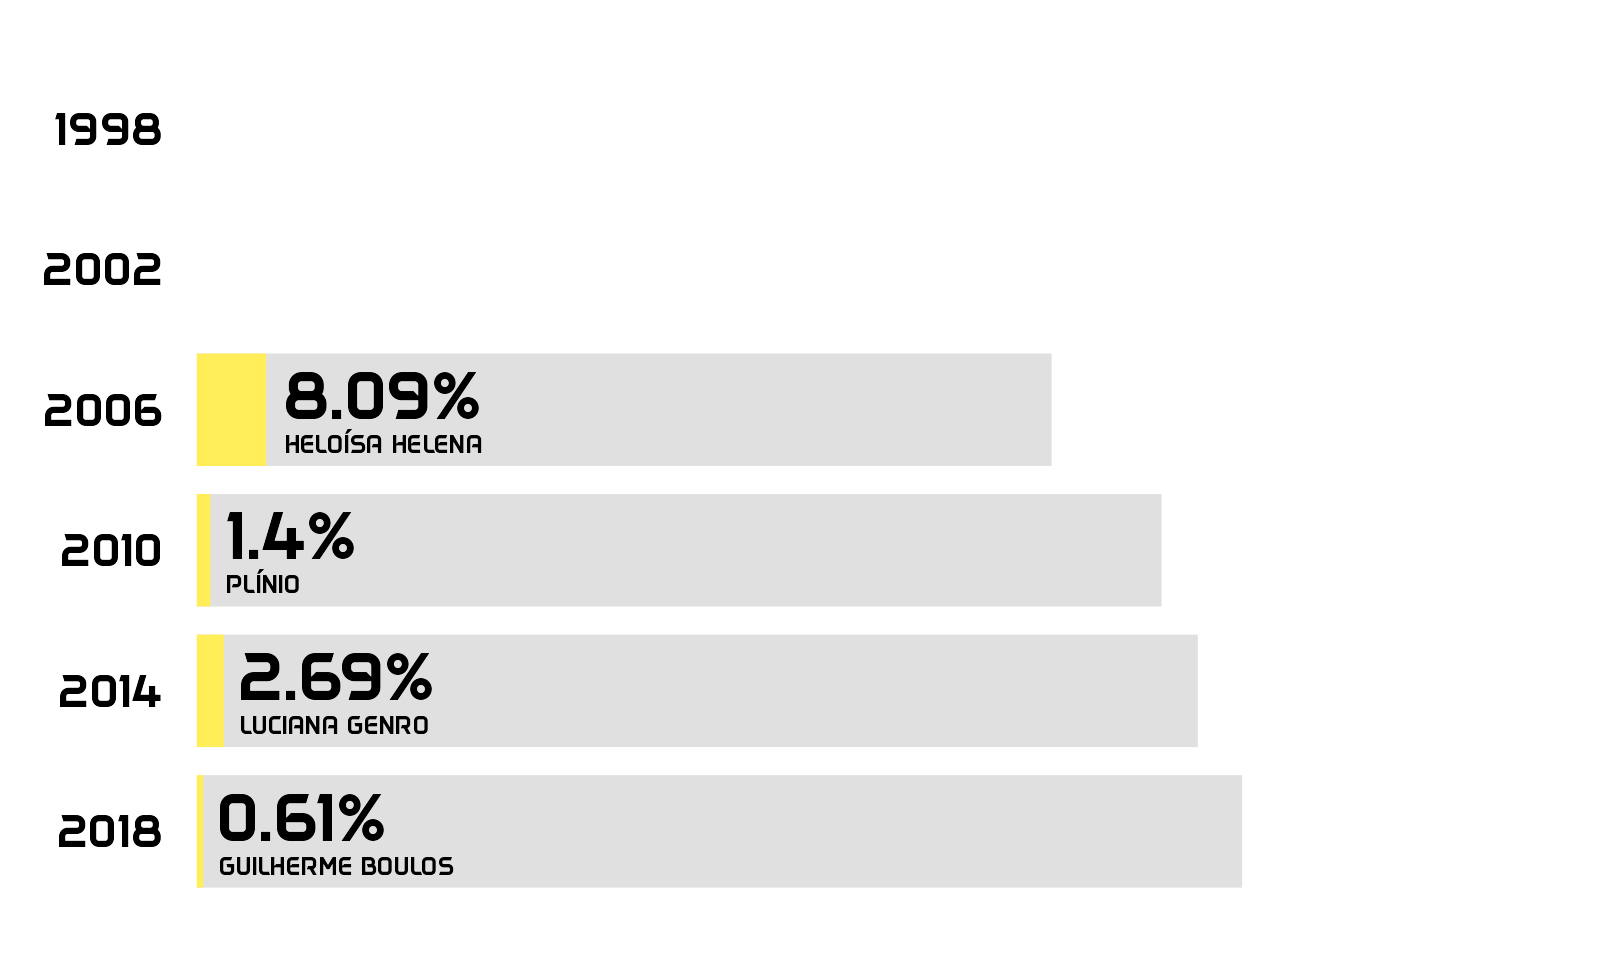 1998
2002
2006
8.09%
HELOÍSA HELENA
2010
1.4%
PLÍNIO
2014
2.69%
LUCIANA GENRO
2018
0.61%
GUILHERME BOULOS